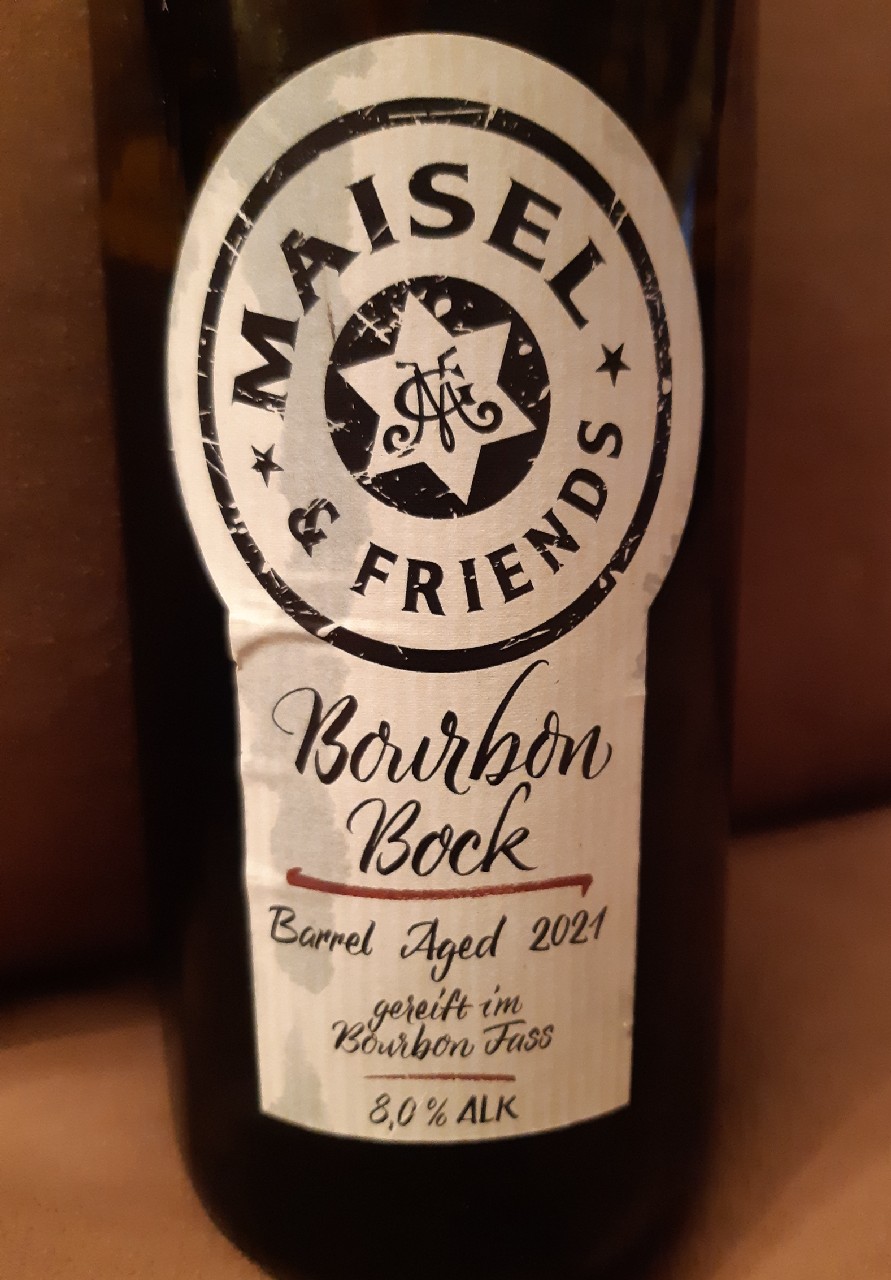 MAISEL
& FRIENDS
Bourbon
Bock
Barrel Aged 2021
gereift im
Bourbon Fass
8,0 % ALK